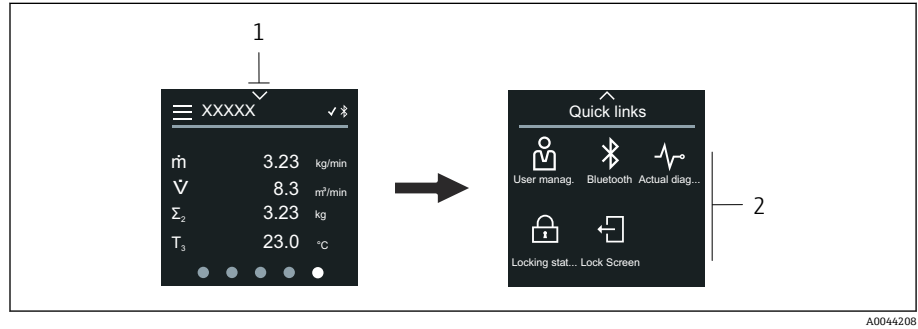 1
XXXXX
ṁ 3.23 kg/min
V̇ 8.3 m³/min
Σ₂ 3.23 kg
T₃ 23.0 °C
Quick links
User manag. Bluetooth Actual diag...
Locking stat... Lock Screen
2
A0044208